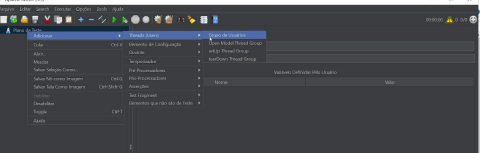 Arquivo Editar Search Executar Opções Tools Ajuda
00:00:00 0 0/0
Plano de Teste
Adicionar
Colar Ctrl-V
Abrir...
Mesclar
Salvar Seleção Como...
Salvar Nó como Imagem Ctrl-G
Salvar Tela Como Imagem Ctrl+Shift-G
Habilitar
Desabilitar
Toggle Ctrl-T
Ajuda
Threads (Users)
Elemento de Configuração
Ouvinte
Temporizador
Pré-Processadores
Pós-Processadores
Asserções
Test Fragment
Elementos que não são de Teste
Grupo de Usuários
Open Model Thread Group
setUp Thread Group
tearDown Thread Group
Variáveis Definidas Pelo Usuário
Nome: Valor